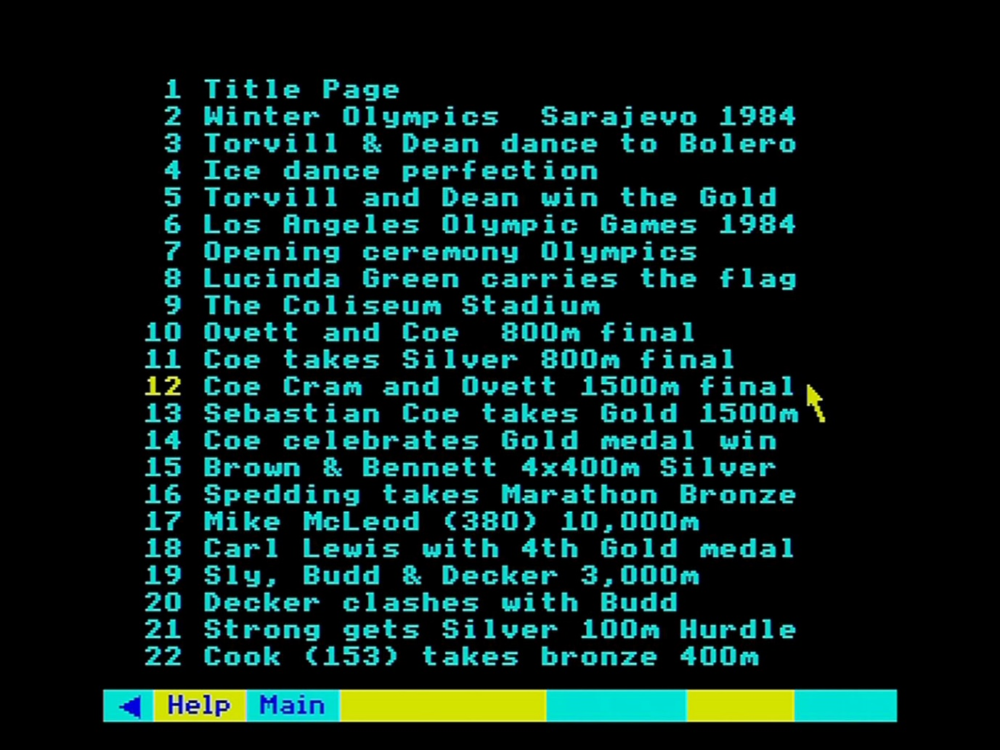 1 Title Page
2 Winter Olympics  Sarajevo 1984
3 Torvill & Dean dance to Bolero
4 Ice dance perfection
5 Torvill and Dean win the Gold
6 Los Angeles Olympic Games 1984
7 Opening ceremony Olympics
8 Lucinda Green carries the flag
9 The Coliseum Stadium
10 Ovett and Coe  800m final
11 Coe takes Silver 800m final
12 Coe Cram and Ovett 1500m final
13 Sebastian Coe takes Gold 1500m
14 Coe celebrates Gold medal win
15 Brown & Bennett 4x400m Silver
16 Spedding takes Marathon Bronze
17 Mike McLeod (380) 10,000m
18 Carl Lewis with 4th Gold medal
19 Sly, Budd & Decker 3,000m
20 Decker clashes with Budd
21 Strong gets Silver 100m Hurdle
22 Cook (153) takes bronze 400m
Help Main